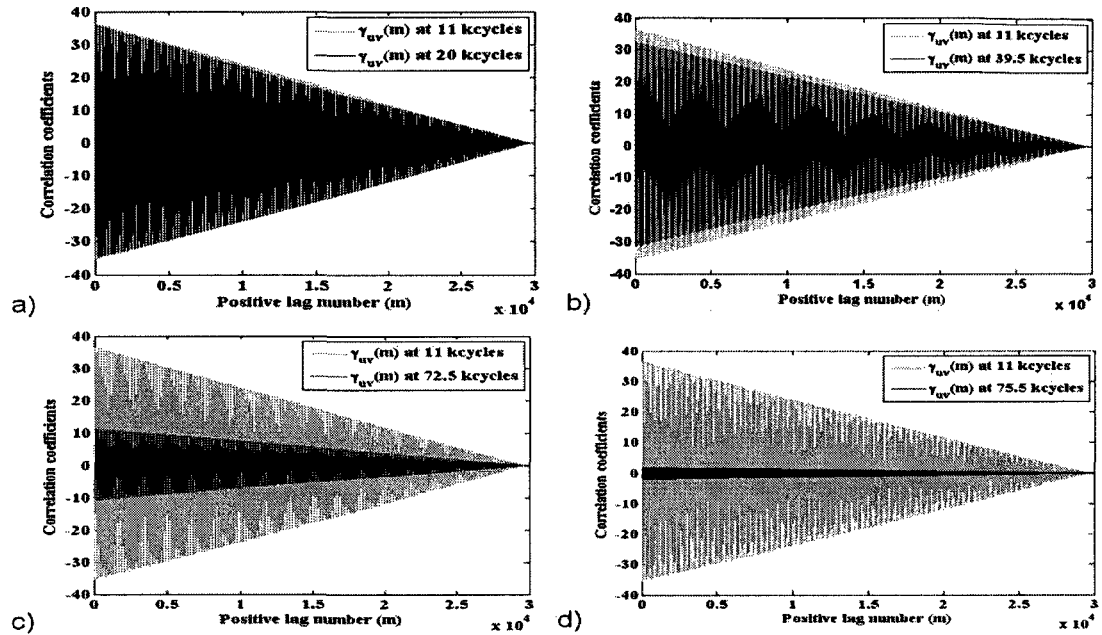 40
30
20
10
0
-10
-20
-30
-40
Correlation coefficients
γuv(m) at 11 kcycles
γuv(m) at 20 kcycles
0
0.5
1
1.5
2
2.5
3
x 10^4
Positive lag number (m)
a)
40
30
20
10
0
-10
-20
-30
-40
Correlation coefficients
γuv(m) at 11 kcycles
γuv(m) at 39.5 kcycles
0
0.5
1
1.5
2
2.5
3
x 10^4
Positive lag number (m)
b)
40
30
20
10
0
-10
-20
-30
-40
Correlation coefficients
γuv(m) at 11 kcycles
γuv(m) at 72.5 kcycles
0
0.5
1
1.5
2
2.5
3
x 10^4
Positive lag number (m)
c)
40
30
20
10
0
-10
-20
-30
-40
Correlation coefficients
γuv(m) at 11 kcycles
γuv(m) at 75.5 kcycles
0
0.5
1
1.5
2
2.5
3
x 10^4
Positive lag number (m)
d)